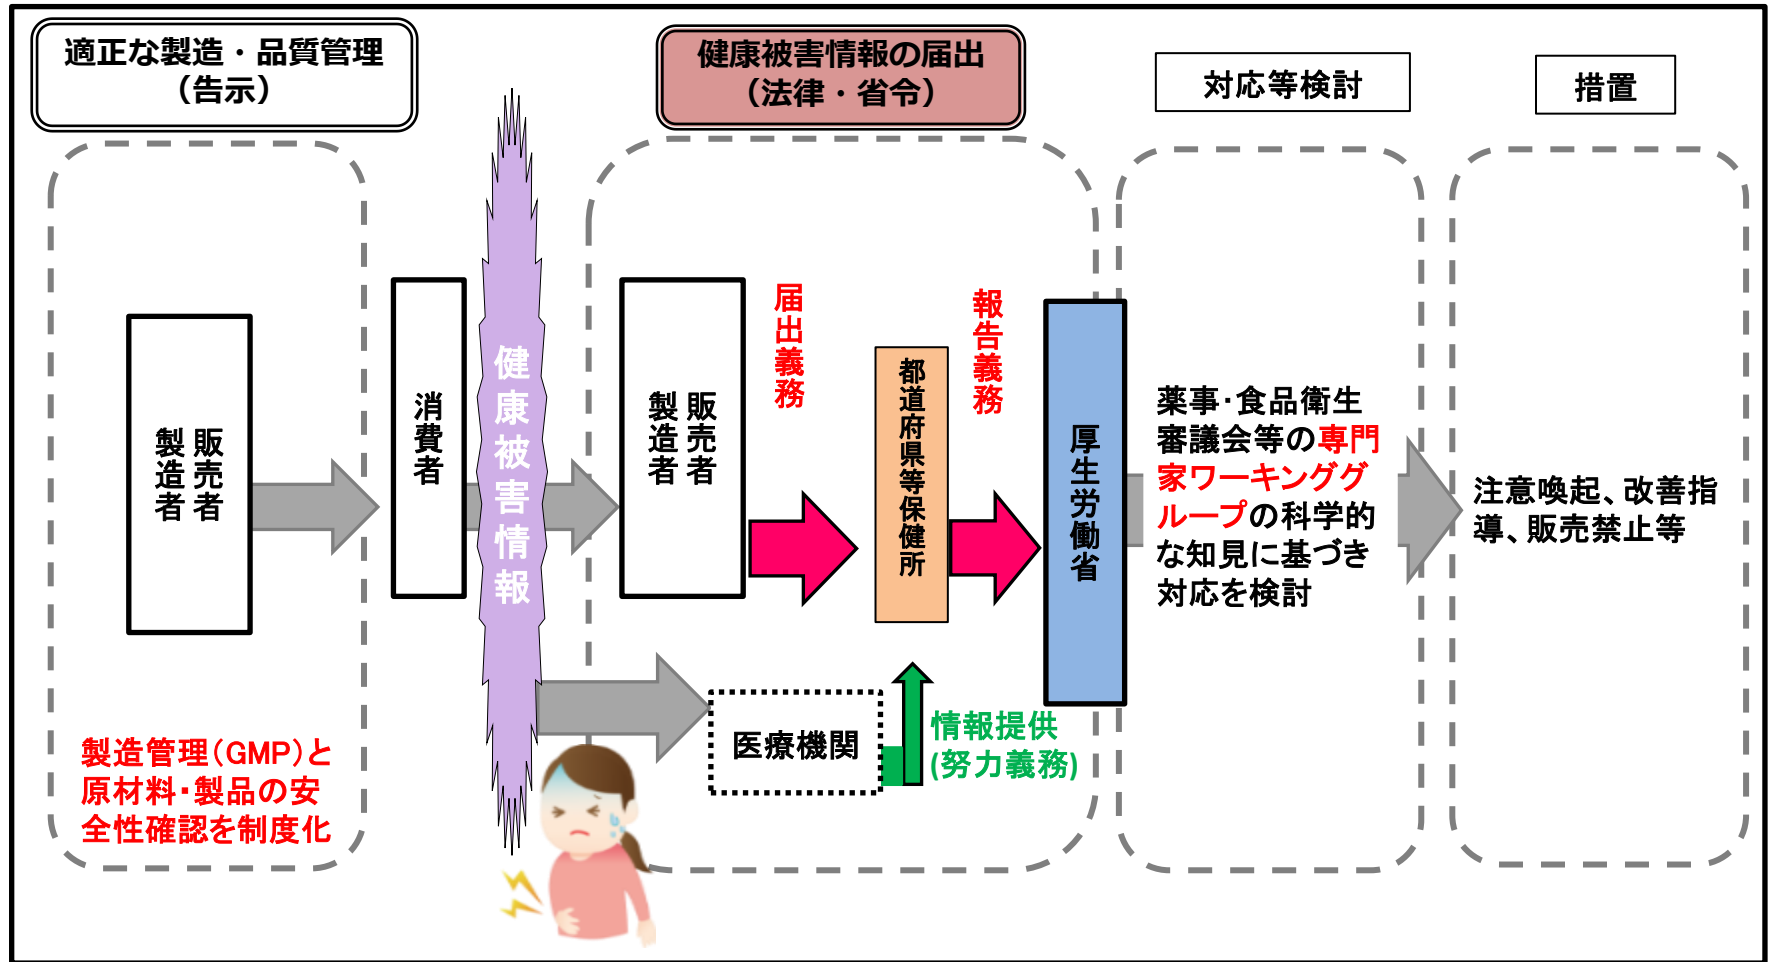 適正な製造・品質管理
（告示）
健康被害情報の届出
（法律・省令）
対応等検討
措置
販売者
製造者
製造管理（GMP）と
原材料・製品の安
全性確認を制度化
消費者
健康被害情報
販売者
製造者
届出義務
都道府県等保健所
報告義務
厚生労働省
医療機関
情報提供
(努力義務)
薬事・食品衛生
審議会等の専門
家ワーキンググ
ループの科学的
な知見に基づき
対応を検討
注意喚起、改善指
導、販売禁止等